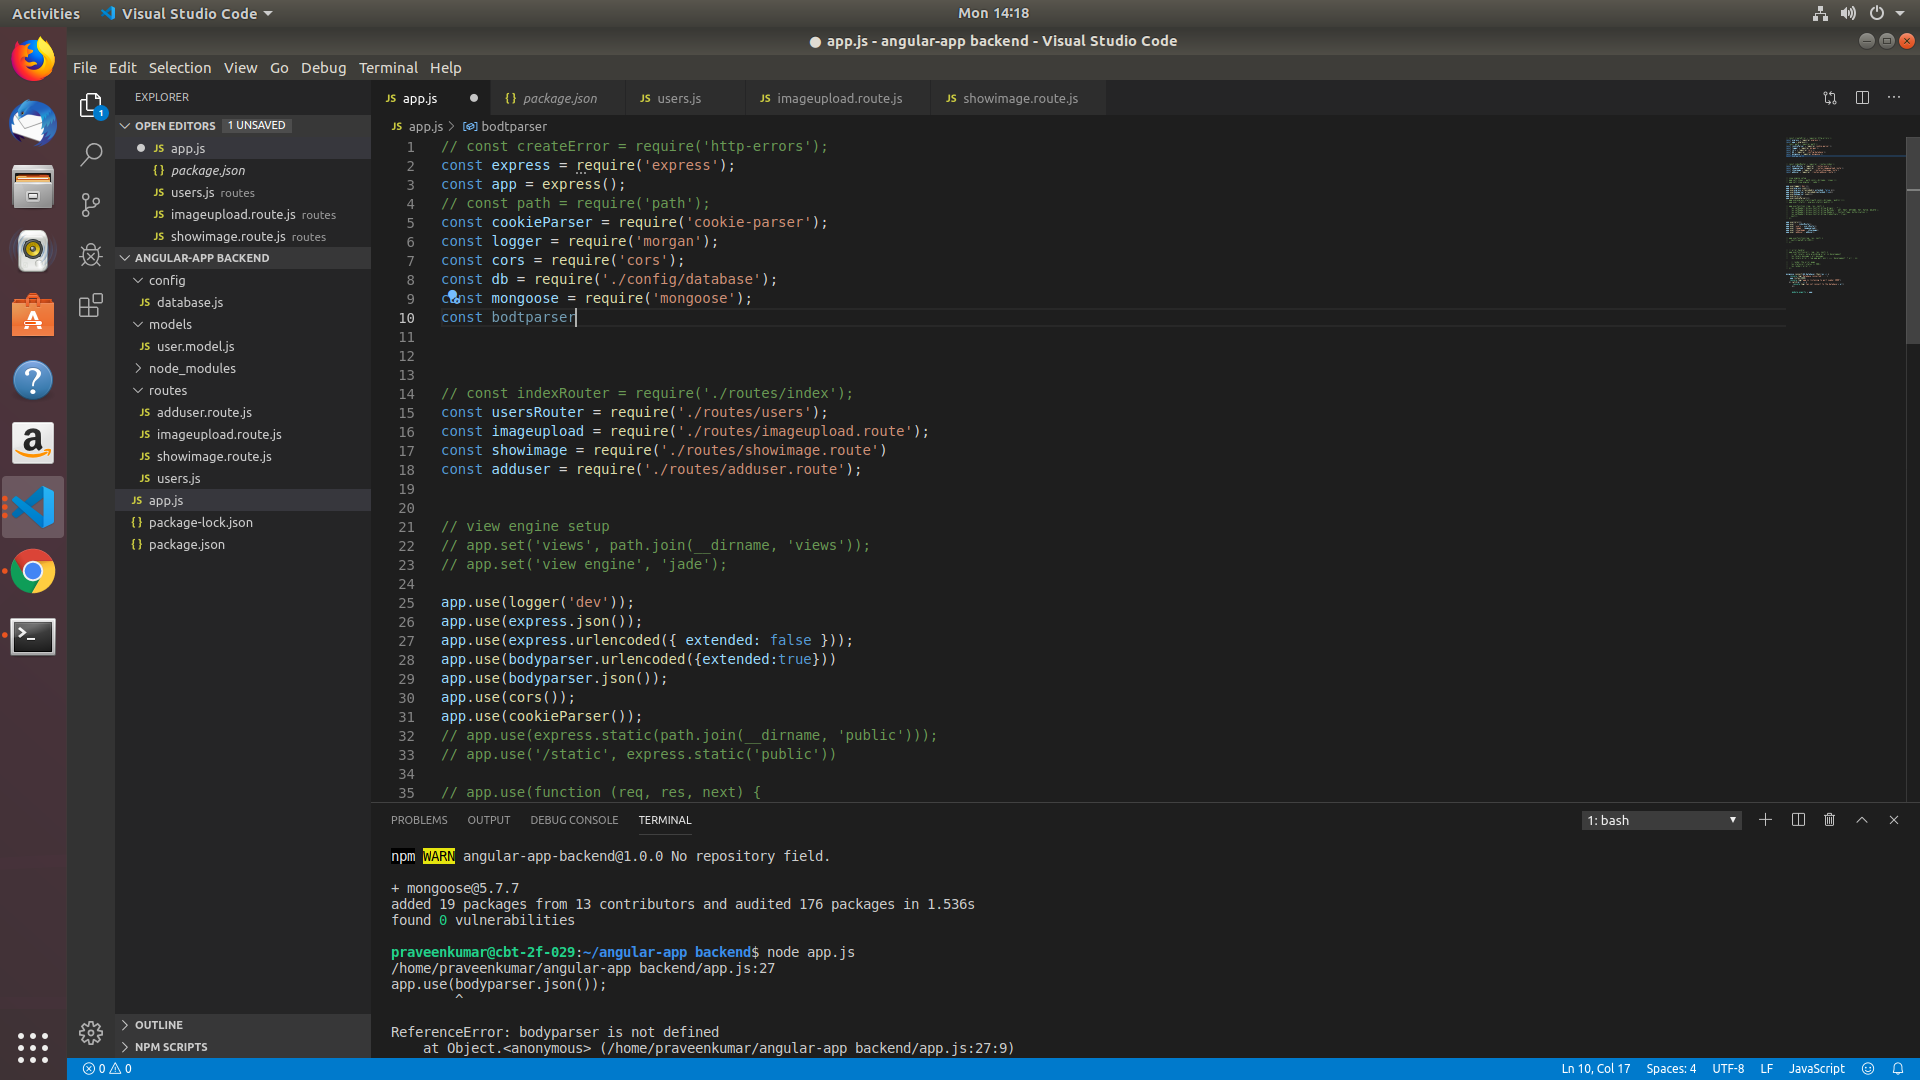 Activities
Visual Studio Code
Mon 14:18
● app.js - angular-app backend - Visual Studio Code
File Edit Selection View Go Debug Terminal Help
1
EXPLORER
OPEN EDITORS 1 UNSAVED
JS app.js
{} package.json
JS users.js routes
JS imageupload.route.js routes
JS showimage.route.js routes
ANGULAR-APP BACKEND
config
JS database.js
models
JS user.model.js
node_modules
routes
JS adduser.route.js
JS imageupload.route.js
JS showimage.route.js
JS users.js
JS app.js
{} package-lock.json
{} package.json
OUTLINE
NPM SCRIPTS
JS app.js ● {} package.json JS users.js JS imageupload.route.js JS showimage.route.js
JS app.js > bodtparser
1 // const createError = require('http-errors');
2 const express = require('express');
3 const app = express();
4 // const path = require('path');
5 const cookieParser = require('cookie-parser');
6 const logger = require('morgan');
7 const cors = require('cors');
8 const db = require('./config/database');
9 const mongoose = require('mongoose');
10 const bodtparser
11
12
13
14 // const indexRouter = require('./routes/index');
15 const usersRouter = require('./routes/users');
16 const imageupload = require('./routes/imageupload.route');
17 const showimage = require('./routes/showimage.route')
18 const adduser = require('./routes/adduser.route');
19
20
21 // view engine setup
22 // app.set('views', path.join(__dirname, 'views'));
23 // app.set('view engine', 'jade');
24
25 app.use(logger('dev'));
26 app.use(express.json());
27 app.use(express.urlencoded({ extended: false }));
28 app.use(bodyparser.urlencoded({extended:true}))
29 app.use(bodyparser.json());
30 app.use(cors());
31 app.use(cookieParser());
32 // app.use(express.static(path.join(__dirname, 'public')));
33 // app.use('/static', express.static('public'))
34
35 // app.use(function (req, res, next) {
PROBLEMS OUTPUT DEBUG CONSOLE TERMINAL
1: bash
npm WARN angular-app-backend@1.0.0 No repository field.
+ mongoose@5.7.7
added 19 packages from 13 contributors and audited 176 packages in 1.536s
found 0 vulnerabilities
praveenkumar@cbt-2f-029:~/angular-app backend$ node app.js
/home/praveenkumar/angular-app backend/app.js:27
app.use(bodyparser.json());
^
ReferenceError: bodyparser is not defined
at Object.<anonymous> (/home/praveenkumar/angular-app backend/app.js:27:9)
0 0
Ln 10, Col 17 Spaces: 4 UTF-8 LF JavaScript